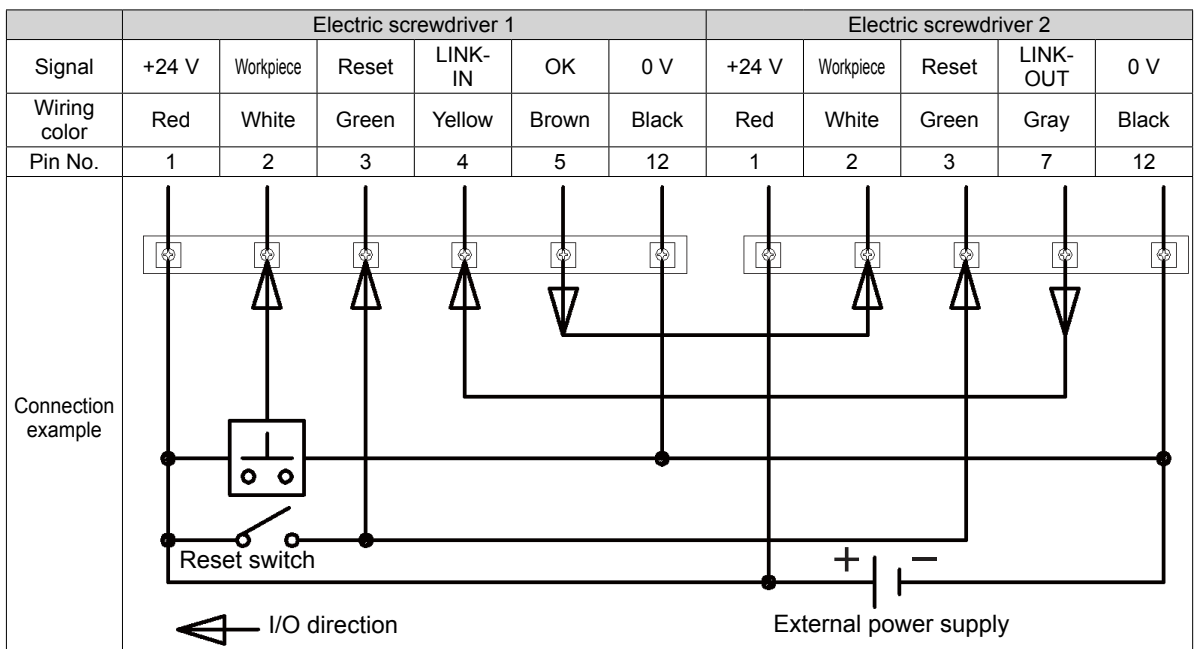 Electric screwdriver 1 Electric screwdriver 2
Signal +24 V Workpiece Reset LINK-IN OK 0 V +24 V Workpiece Reset LINK-OUT 0 V
Wiring color Red White Green Yellow Brown Black Red White Green Gray Black
Pin No. 1 2 3 4 5 12 1 2 3 7 12
Connection
example
Reset switch
+ −
I/O direction
External power supply